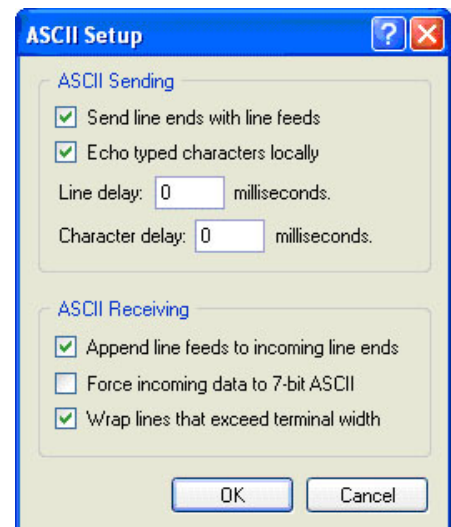 ASCII Setup
ASCII Sending
Send line ends with line feeds
Echo typed characters locally
Line delay: 0 milliseconds.
Character delay: 0 milliseconds.
ASCII Receiving
Append line feeds to incoming line ends
Force incoming data to 7-bit ASCII
Wrap lines that exceed terminal width
OK Cancel